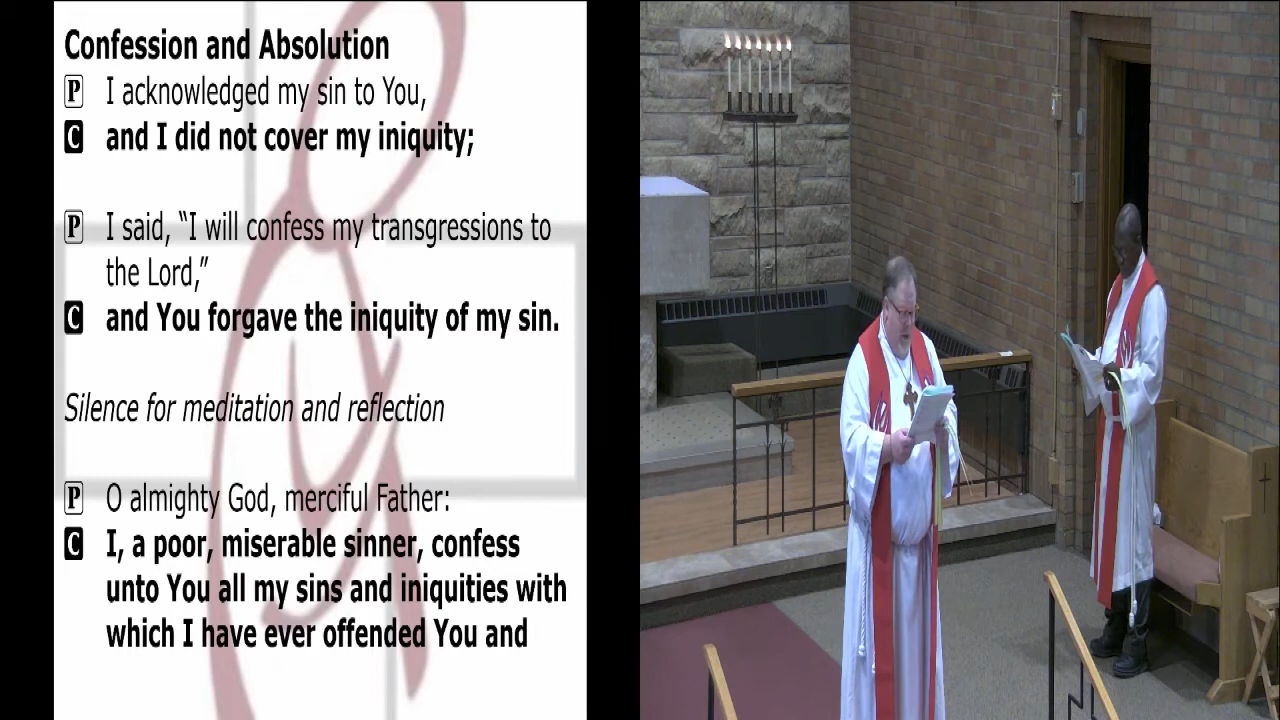 Confession and Absolution
P I acknowledged my sin to You,
C and I did not cover my iniquity;
P I said, “I will confess my transgressions to
the Lord,”
C and You forgave the iniquity of my sin.
Silence for meditation and reflection
P O almighty God, merciful Father:
C I, a poor, miserable sinner, confess
unto You all my sins and iniquities with
which I have ever offended You and